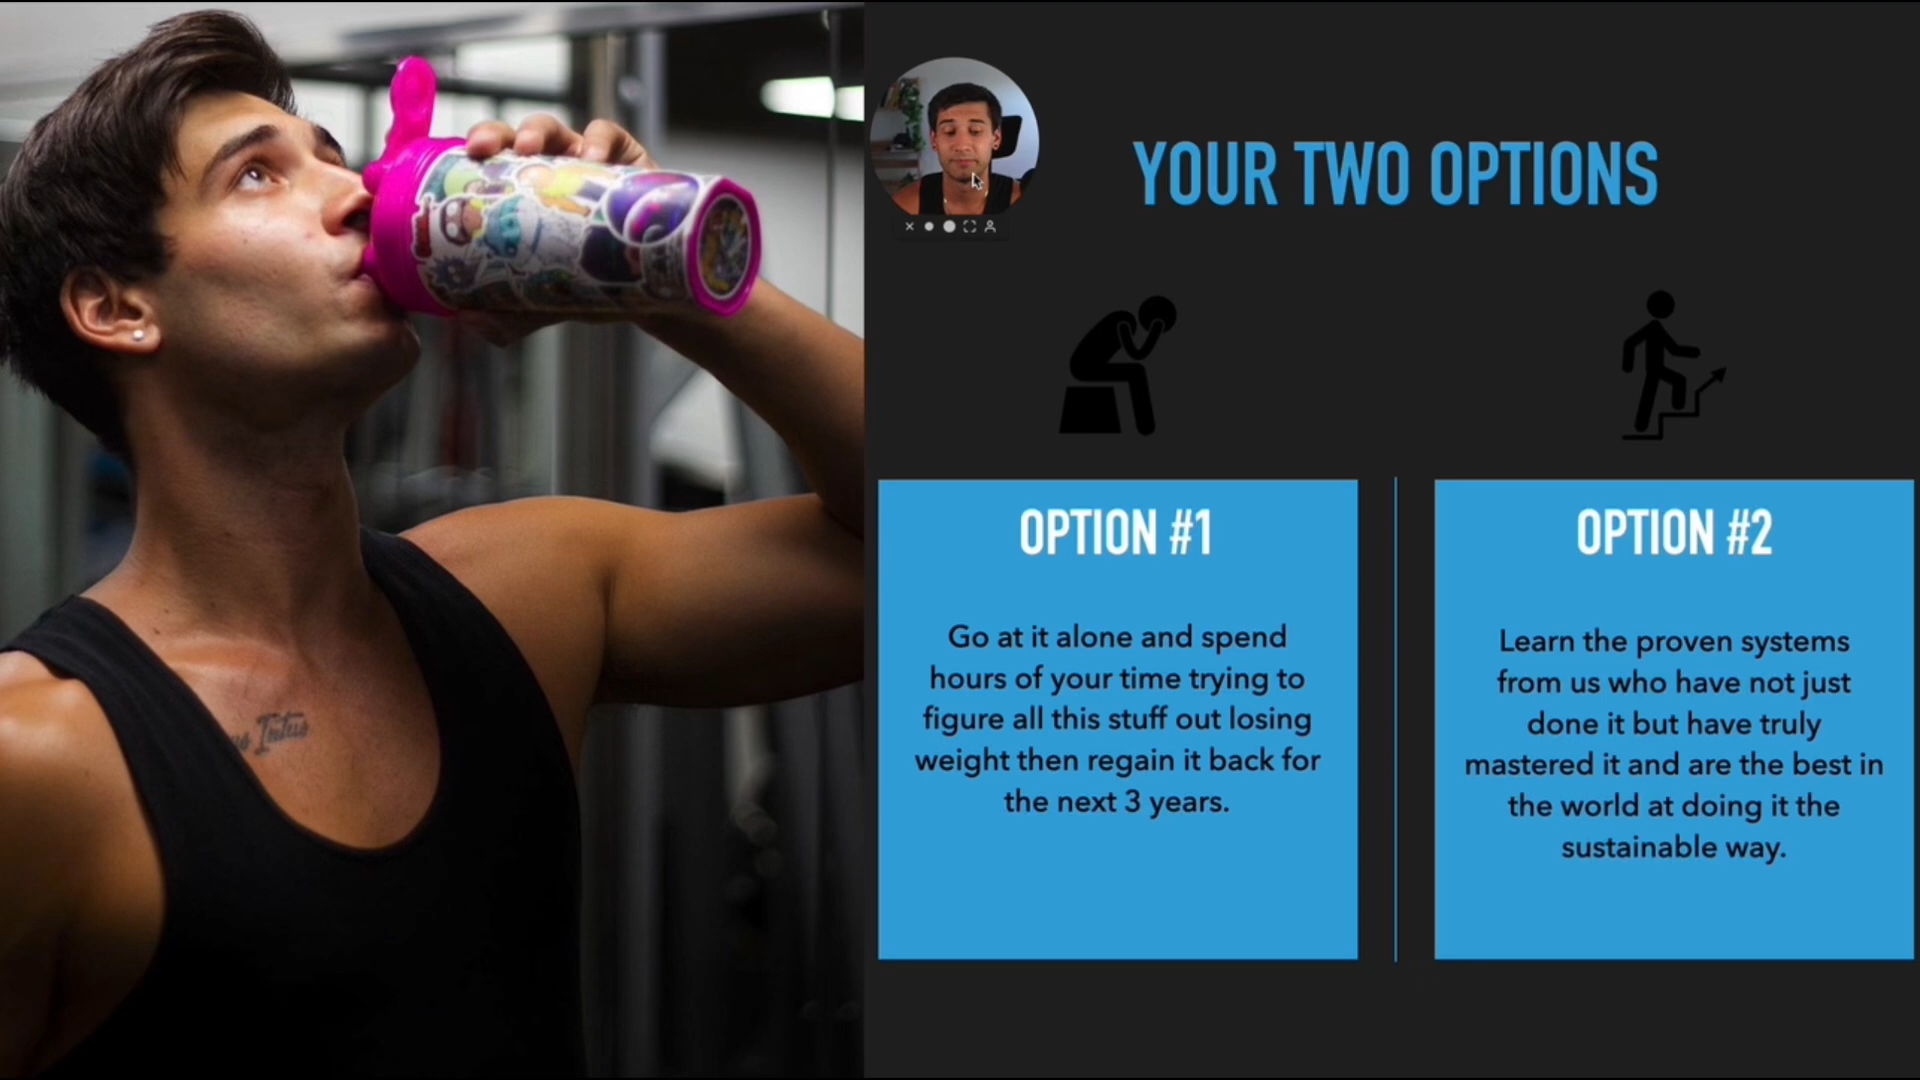 YOUR TWO OPTIONS
OPTION #1
Go at it alone and spend
hours of your time trying to
figure all this stuff out losing
weight then regain it back for
the next 3 years.
OPTION #2
Learn the proven systems
from us who have not just
done it but have truly
mastered it and are the best in
the world at doing it the
sustainable way.
Intus